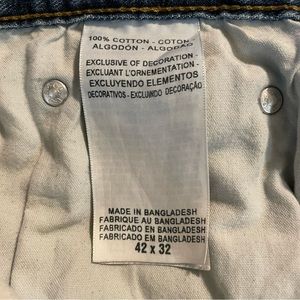 100% COTTON - COTON
ALGODÓN - ALGODÃO
EXCLUSIVE OF DECORATION
EXCLUANT L'ORNEMENTATION -
EXCLUYENDO ELEMENTOS
DECORATIVOS - EXCLUINDO DECORAÇÃO
MADE IN BANGLADESH
FABRIQUE AU BANGLADESH
FABRICADO EN BANGLADESH
FABRICADO EM BANGLADESH
42 x 32